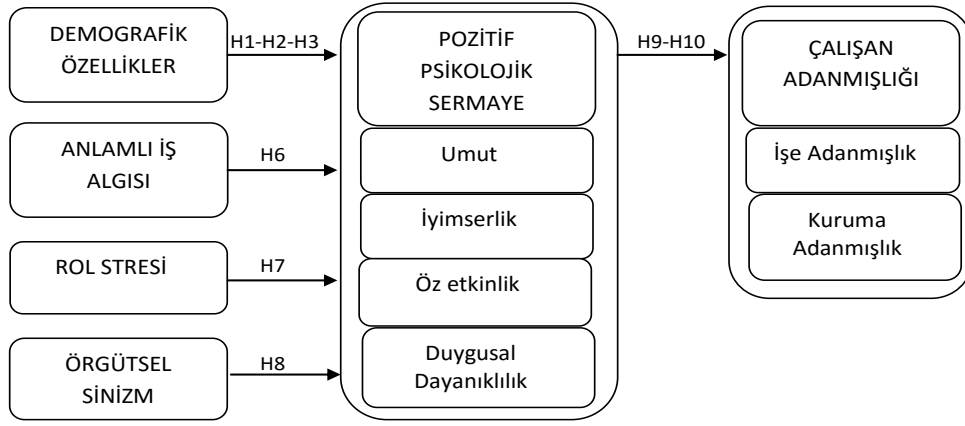 DEMOGRAFİK
ÖZELLİKLER
H1-H2-H3
ANLAMLI İŞ
ALGISI
H6
ROL STRESİ
H7
ÖRGÜTSEL
SİNİZM
H8
POZİTİF
PSİKOLOJİK
SERMAYE
Umut
İyimserlik
Öz etkinlik
Duygusal
Dayanıklılık
H9-H10
ÇALIŞAN
ADANMIŞLIĞI
İşe Adanmışlık
Kuruma
Adanmışlık